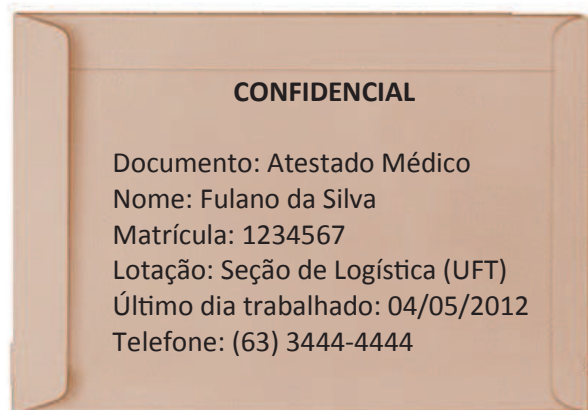 CONFIDENCIAL
Documento: Atestado Médico
Nome: Fulano da Silva
Matrícula: 1234567
Lotação: Seção de Logística (UFT)
Último dia trabalhado: 04/05/2012
Telefone: (63) 3444-4444